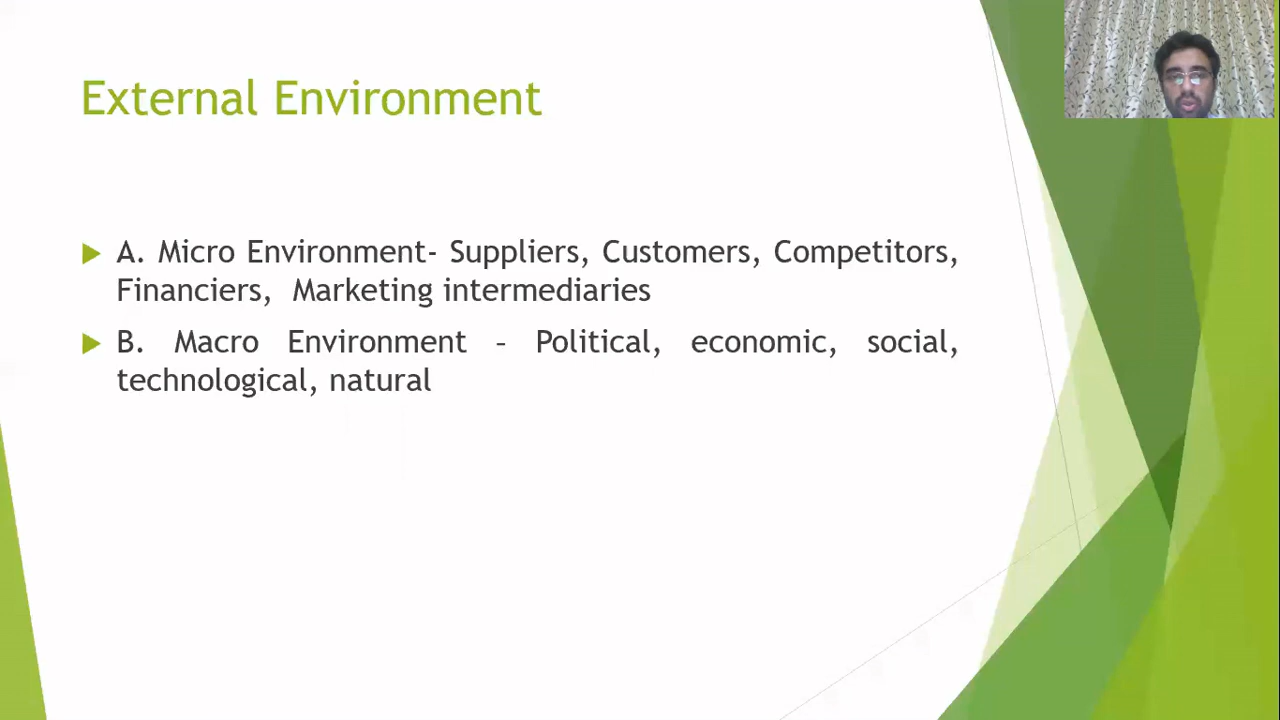 External Environment
A. Micro Environment- Suppliers, Customers, Competitors,
Financiers, Marketing intermediaries
B. Macro Environment – Political, economic, social,
technological, natural